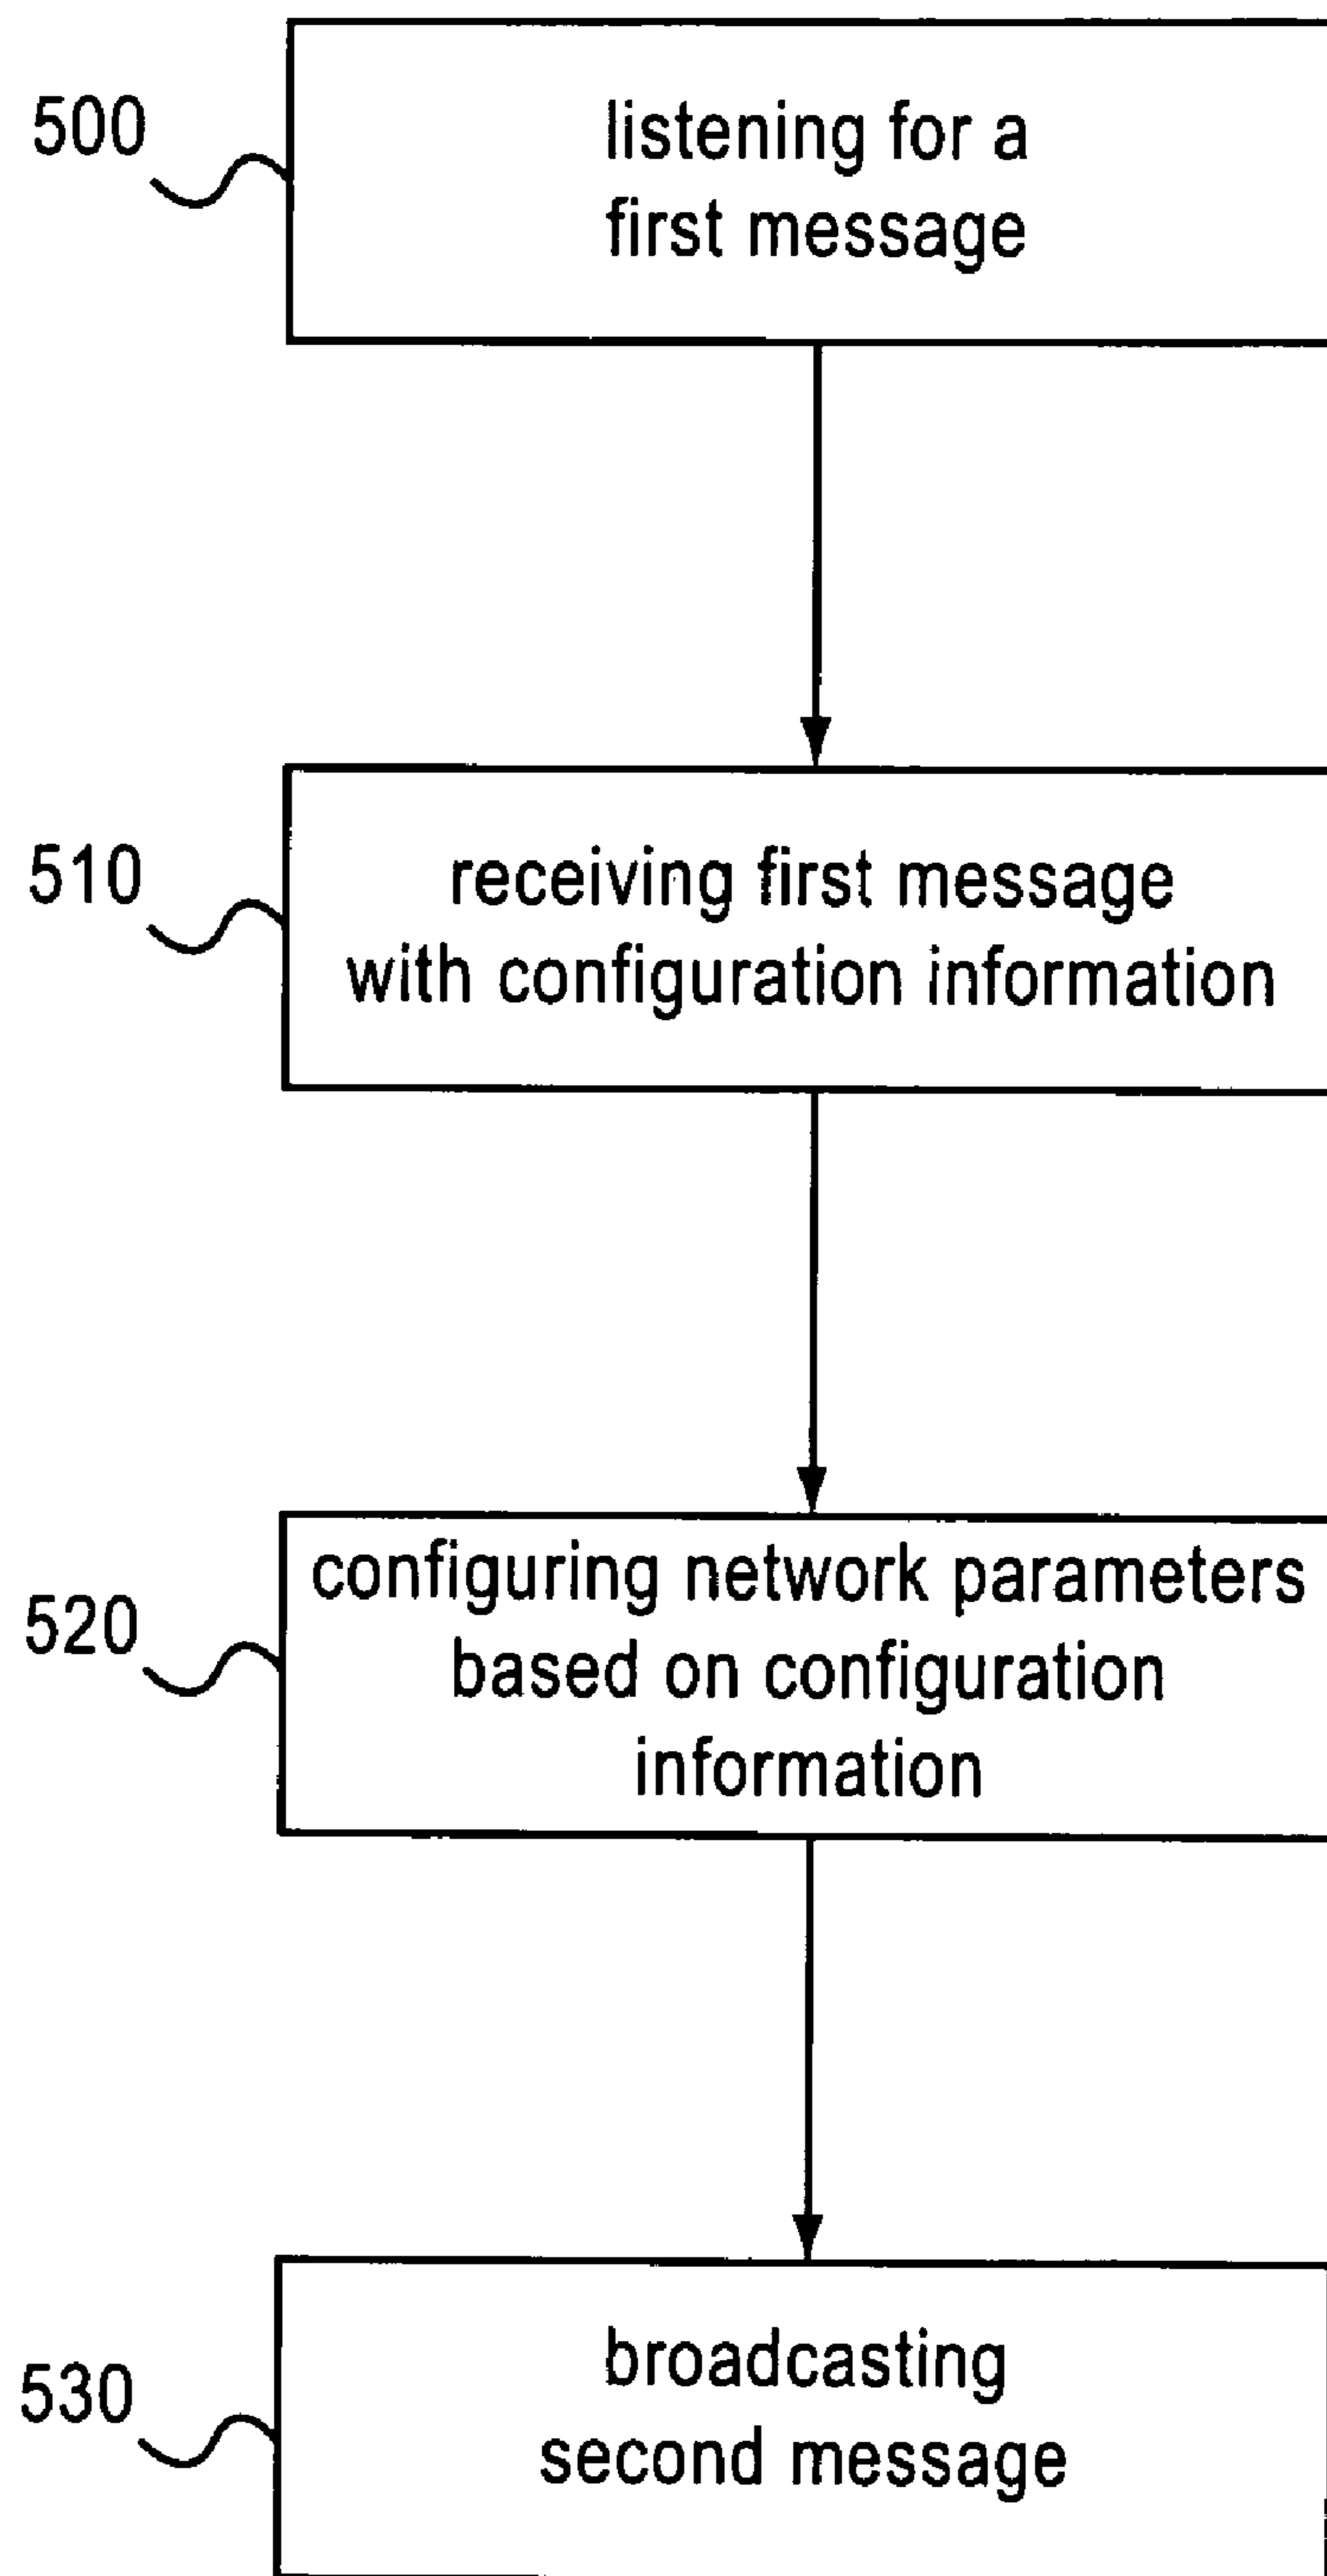 500
listening for a
first message
510
receiving first message
with configuration information
520
configuring network parameters
based on configuration
information
530
broadcasting
second message